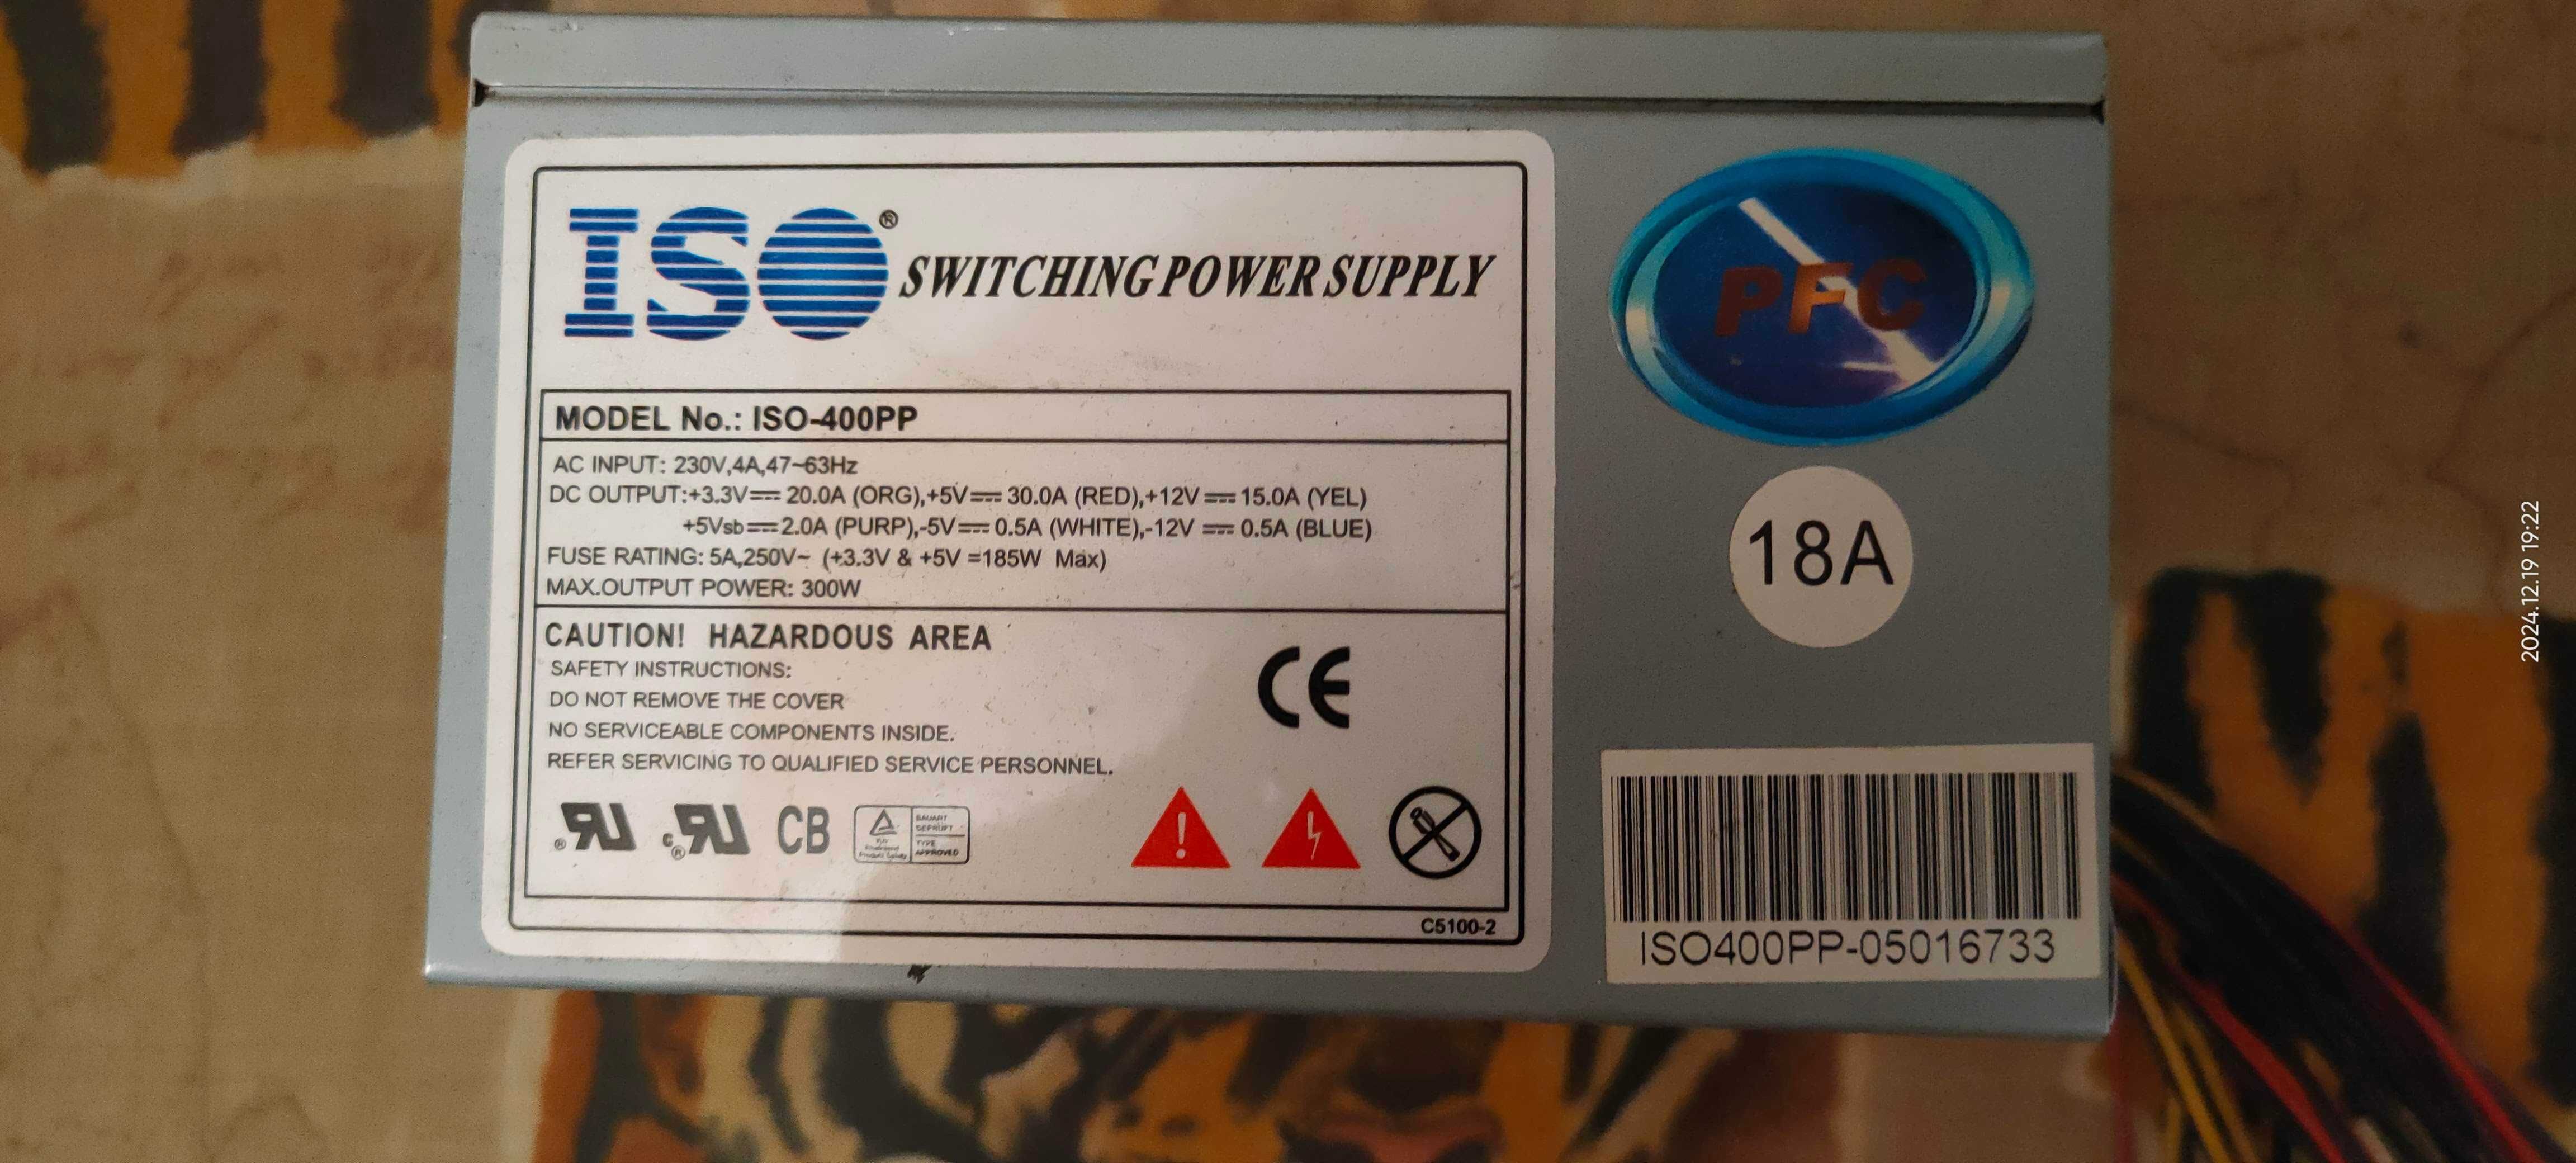 ISO® SWITCHING POWER SUPPLY
MODEL No.: ISO-400PP
AC INPUT: 230V,4A,47~63Hz
DC OUTPUT:+3.3V⎓ 20.0A (ORG),+5V⎓ 30.0A (RED),+12V⎓ 15.0A (YEL)
+5Vsb⎓2.0A (PURP),-5V⎓ 0.5A (WHITE),-12V ⎓ 0.5A (BLUE)
FUSE RATING: 5A,250V~ (+3.3V & +5V =185W Max)
MAX.OUTPUT POWER: 300W
CAUTION! HAZARDOUS AREA
SAFETY INSTRUCTIONS:
DO NOT REMOVE THE COVER
NO SERVICEABLE COMPONENTS INSIDE.
REFER SERVICING TO QUALIFIED SERVICE PERSONNEL.
CE
CB
BAUART
GEPRÜFT
TYPE
APPROVED
C5100-2
PFC
18A
ISO400PP-05016733
2024.12.19 19:22